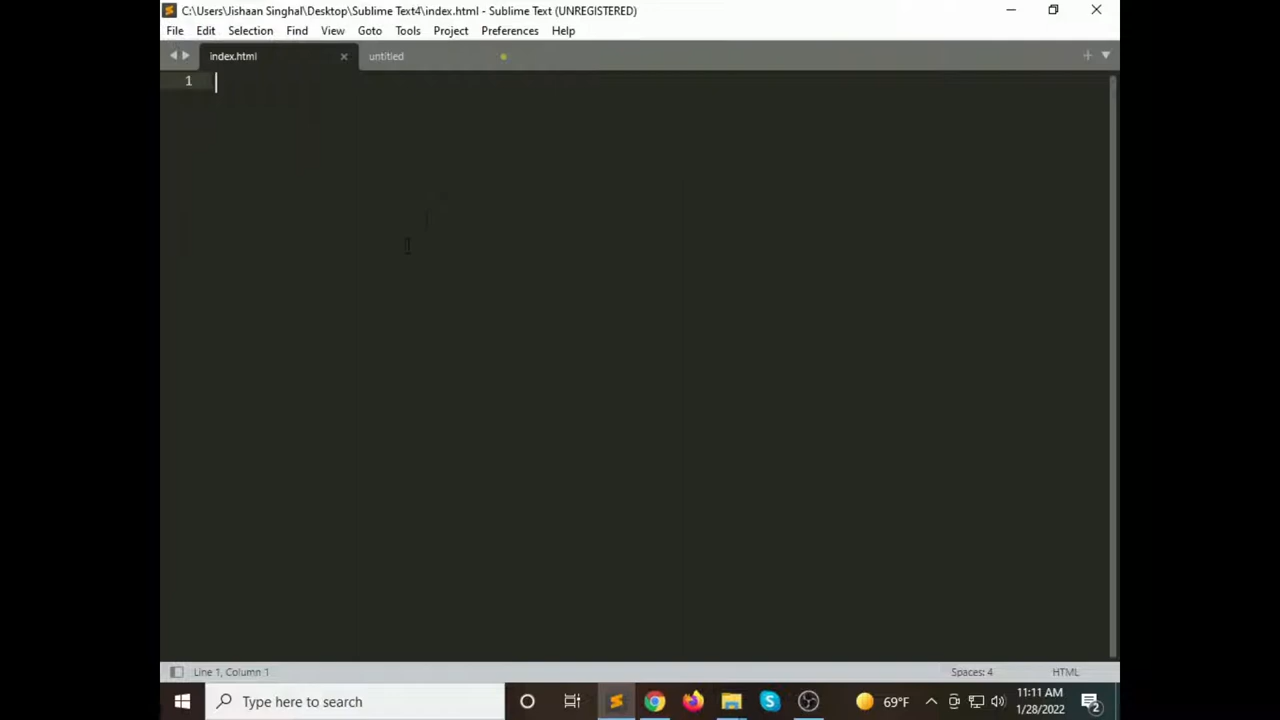 C:\Users\Jishaan Singhal\Desktop\Sublime Text4\index.html - Sublime Text (UNREGISTERED)
File Edit Selection Find View Goto Tools Project Preferences Help
index.html untitled
1
Line 1, Column 1 Spaces: 4 HTML
Type here to search 69°F 11:11 AM
1/28/2022 2